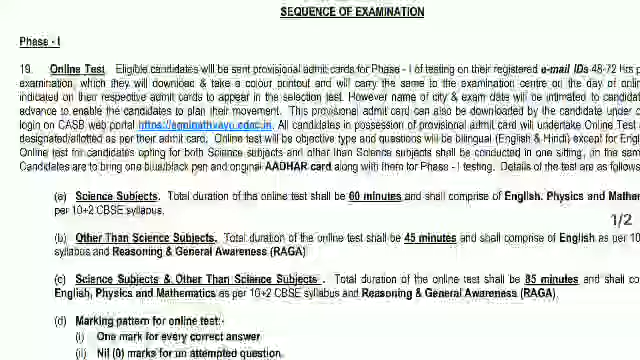 SEQUENCE OF EXAMINATION
Phase - I
19. Online Test Eligible candidates will be sent provisional admit cards for Phase – I of testing on their registered e-mail IDs 48-72 Hrs
examination, which they will download & take a colour printout and will carry the same to the examination centre on the day of
indicated on their respective admit cards to appear in the selection test. However name of city & exam date will be intimated to
advance to enable the candidates to plan their movement. This provisional admit card can also be downloaded by the candidate under
login on CASB web portal https://agnipathvayu.cdac.in. All candidates in possession of provisional admit card will undertake Online Test
designated/allotted as per their admit card. Online test will be objective type and questions will be bilingual (English & Hindi) except for
Online test for candidates opting for both Science subjects and other than Science subjects shall be conducted in one sitting, on the
Candidates are to bring one blue/black pen and original AADHAR card along with them for Phase – I testing. Details of the test are as follows
(a) Science Subjects. Total duration of the online test shall be 60 minutes and shall comprise of English, Physics and
per 10+2 CBSE syllabus.
1/2
(b) Other Than Science Subjects. Total duration of the online test shall be 45 minutes and shall comprise of English as per
syllabus and Reasoning & General Awareness (RAGA)
(c) Science Subjects & Other Than Science Subjects . Total duration of the online test shall be 85 minutes and shall
English, Physics and Mathematics as per 10+2 CBSE syllabus and Reasoning & General Awareness (RAGA)
(d) Marking pattern for online test:-
(i) One mark for every correct answer
(ii) Nil (0) marks for an attempted question.